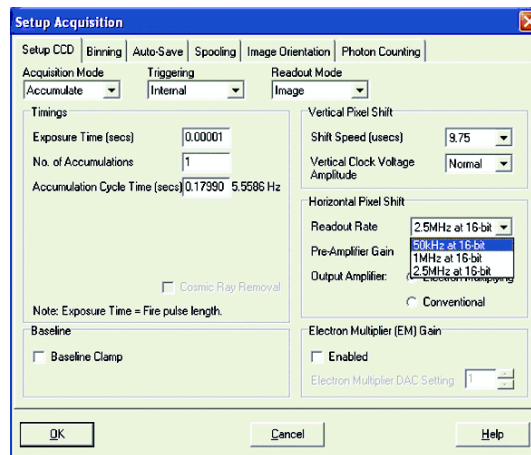 Setup Acquisition
Setup CCD Binning Auto-Save Spooling Image Orientation Photon Counting
Acquisition Mode Triggering Readout Mode
Accumulate Internal Image
Timings
Exposure Time (secs) 0.00001
No. of Accumulations 1
Accumulation Cycle Time (secs) 0.17990 5.5586 Hz
Cosmic Ray Removal
Note: Exposure Time = Fire pulse length.
Baseline
Baseline Clamp
Vertical Pixel Shift
Shift Speed (usecs) 9.75
Vertical Clock Voltage Amplitude Normal
Horizontal Pixel Shift
Readout Rate 2.5MHz at 16-bit
50kHz at 16-bit
Pre-Amplifier Gain 1MHz at 16-bit
2.5MHz at 16-bit
Output Amplifier: Electron Multiplying
Conventional
Electron Multiplier (EM) Gain
Enabled
Electron Multiplier DAC Setting 1
OK Cancel Help